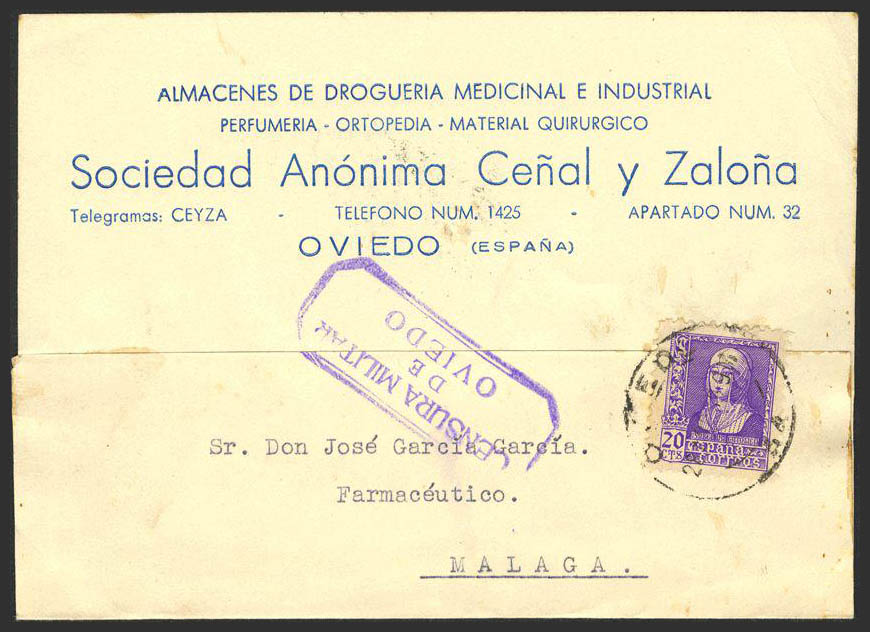 ALMACENES DE DROGUERIA MEDICINAL E INDUSTRIAL
PERFUMERIA - ORTOPEDIA - MATERIAL QUIRURGICO
Sociedad Anónima Ceñal y Zaloña
Telegramas: CEYZA - TELEFONO NUM. 1425 - APARTADO NUM. 32
OVIEDO (ESPAÑA)
CENSURA MILITAR
DE
OVIEDO
20
CTS
España
correos
Sr. Don José García García.
Farmacéutico.
MALAGA.